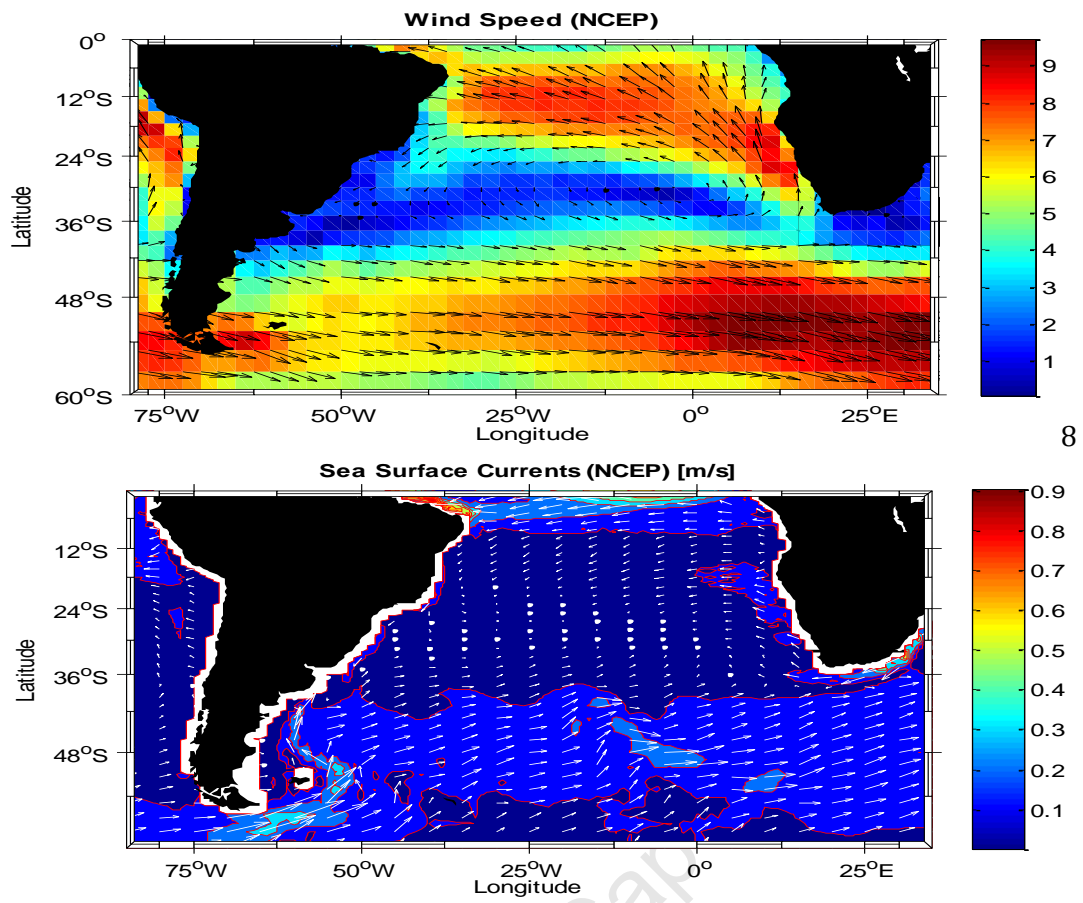 Wind Speed (NCEP)
0°
12°S
24°S
36°S
48°S
60°S
Latitude
75°W 50°W 25°W 0° 25°E
Longitude
9
8
7
6
5
4
3
2
1
8
Sea Surface Currents (NCEP) [m/s]
12°S
24°S
36°S
48°S
Latitude
75°W 50°W 25°W 0° 25°E
Longitude
0.9
0.8
0.7
0.6
0.5
0.4
0.3
0.2
0.1